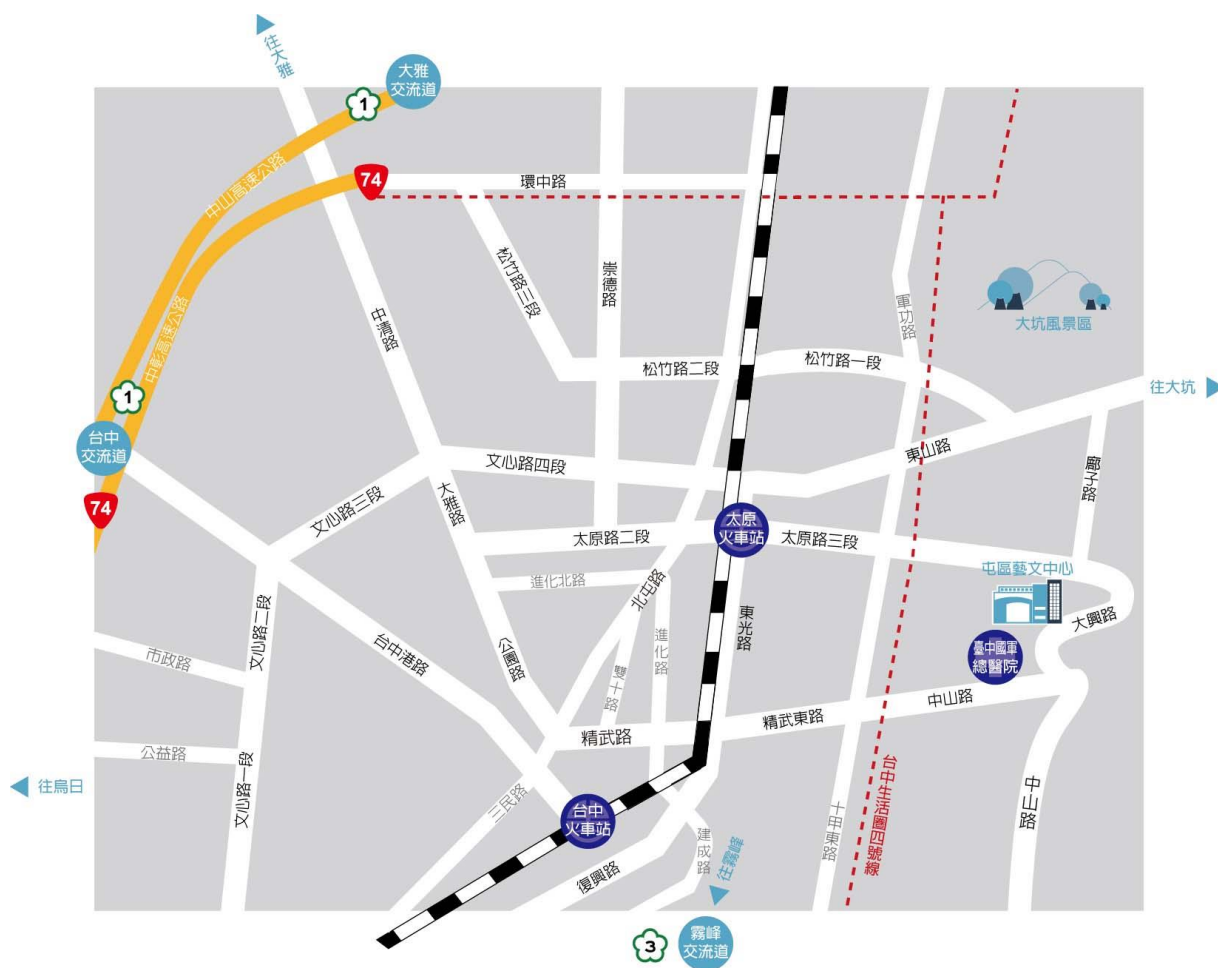 往大雅
大雅
交流道
1
中山高速公路
74
環中路
松竹路三段
崇德路
中清路
中彰高速公路
軍功路
大坑風景區
松竹路二段
松竹路一段
往大坑
1
台中
交流道
74
文心路三段
文心路四段
東山路
廍子路
大雅路
太原路二段
太原
火車站
太原路三段
進化北路
北屯路
屯區藝文中心
大興路
臺中國軍
總醫院
市政路
文心路二段
台中港路
公園路
雙十路
進化路
東光路
精武路
精武東路
中山路
公益路
往烏日
文心路一段
三民路
台中
火車站
復興路
建成路
往霧峰
十甲東路
台中生活圈四號線
中山路
3
霧峰
交流道